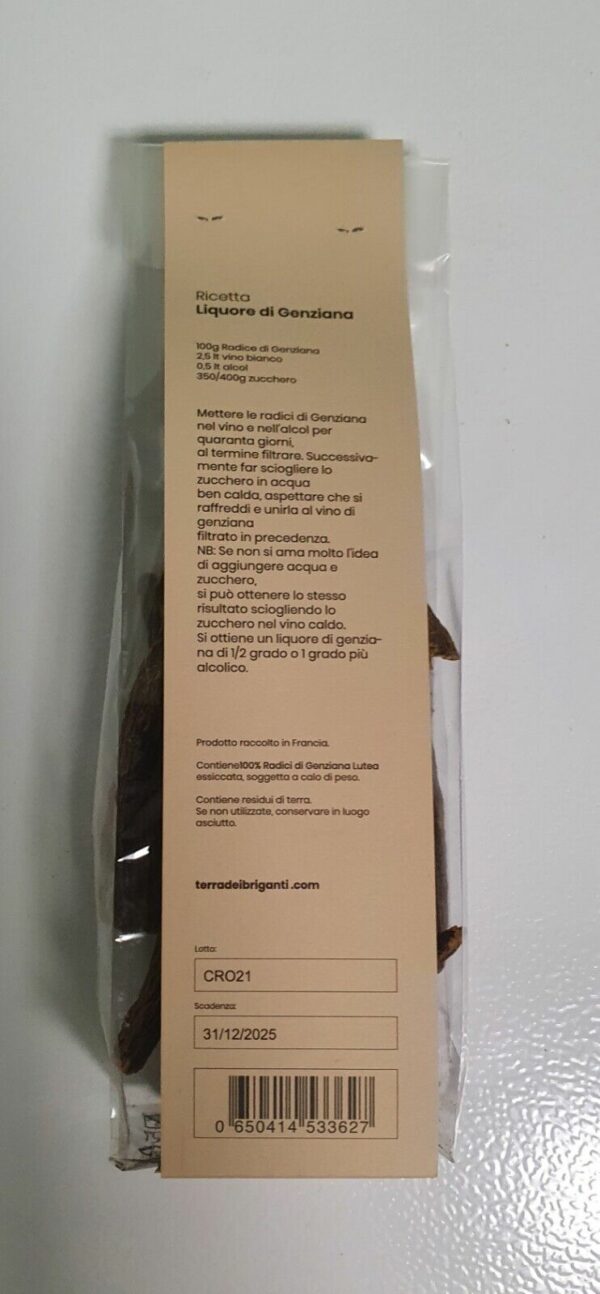 Ricetta
Liquore di Genziana
100g Radice di Genziana
2,5 lt vino bianco
0,5 lt alcol
350/400g zucchero
Mettere le radici di Genziana
nel vino e nell'alcol per
quaranta giorni,
al termine filtrare. Successiva-
mente far sciogliere lo
zucchero in acqua
ben calda, aspettare che si
raffreddi e unirla al vino di
genziana
filtrato in precedenza.
NB: Se non si ama molto l'idea
di aggiungere acqua e
zucchero,
si può ottenere lo stesso
risultato sciogliendo lo
zucchero nel vino caldo.
Si ottiene un liquore di genzia-
na di 1/2 grado o 1 grado più
alcolico.
Prodotto raccolto in Francia.
Contiene100% Radici di Genziana Lutea
essiccata, soggetta a calo di peso.
Contiene residui di terra.
Se non utilizzate, conservare in luogo
asciutto.
terradeibriganti.com
Lotto:
CRO21
Scadenza:
31/12/2025
0 650414 533627